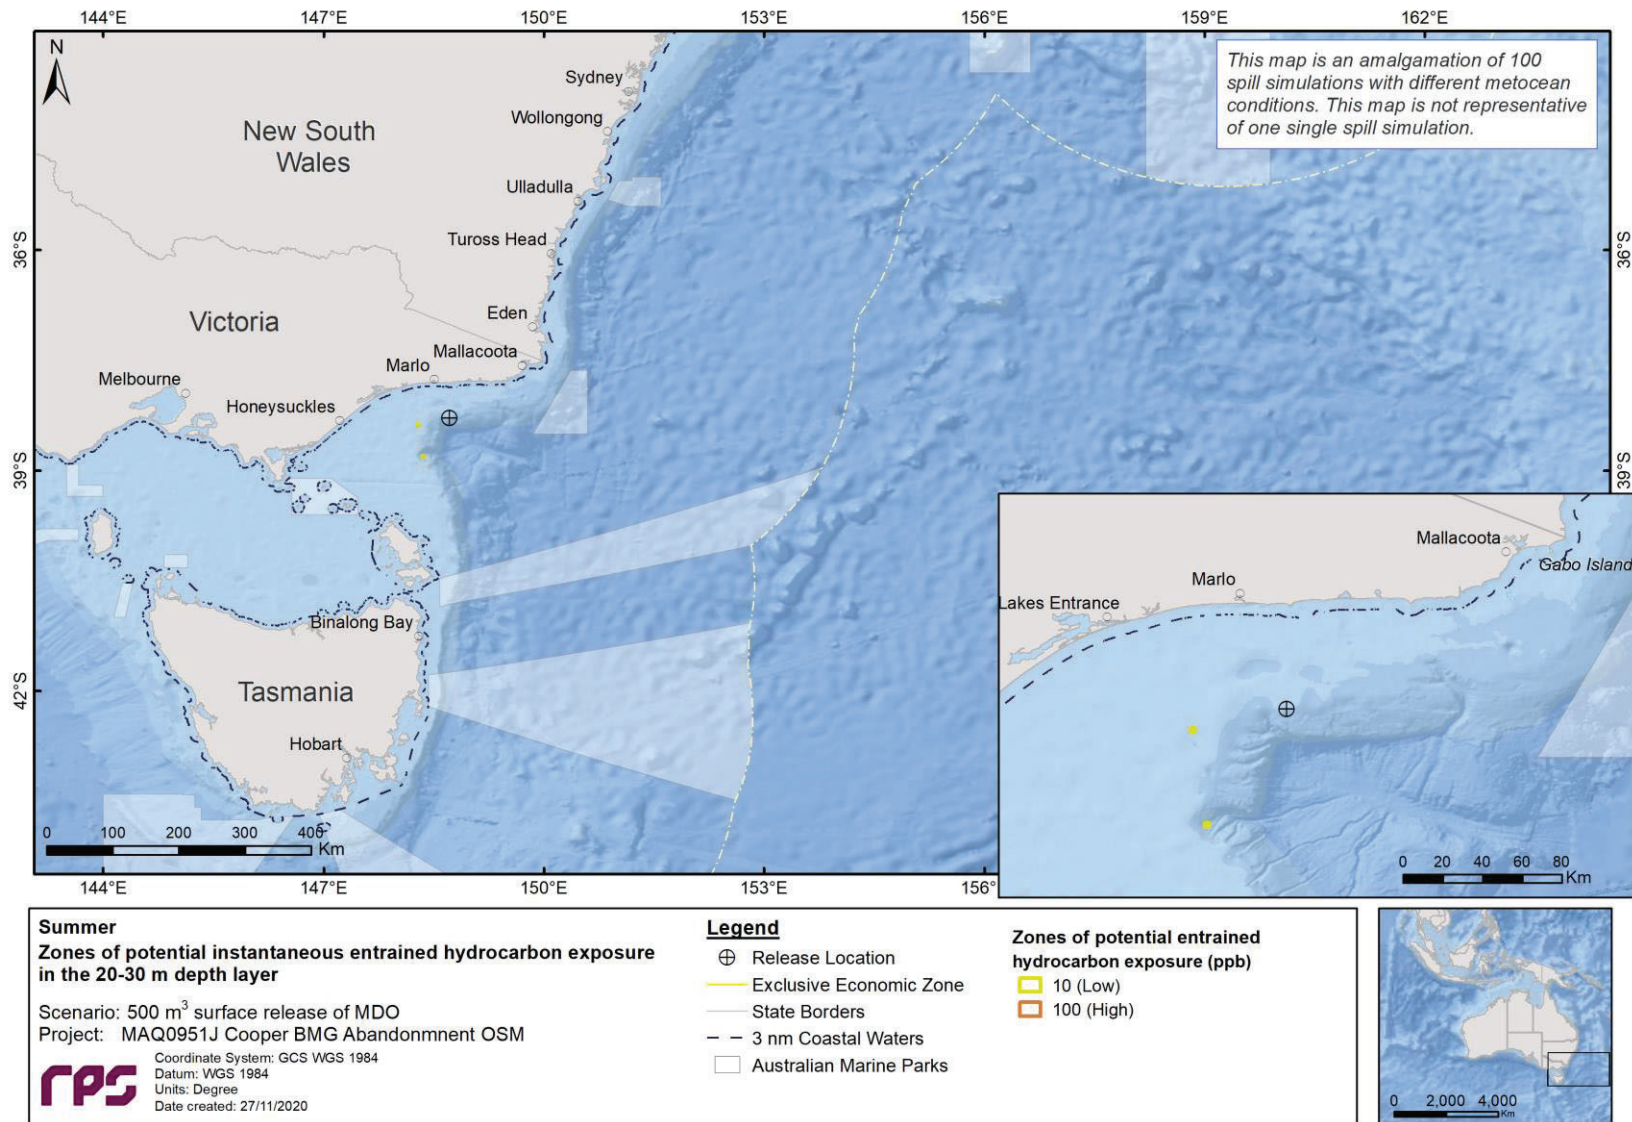 144°E
147°E
150°E
153°E
156°E
159°E
162°E
N
This map is an amalgamation of 100
spill simulations with different metocean
conditions. This map is not representative
of one single spill simulation.
Sydney
Wollongong
New South
Wales
Ulladulla
Tuross Head
36°S
36°S
Eden
Victoria
Mallacoota
Marlo
Melbourne
Honeysuckles
39°S
39°S
Mallacoota
Gabo Island
Marlo
Lakes Entrance
Binalong Bay
42°S
Tasmania
Hobart
0 100 200 300 400
Km
0 20 40 60 80
Km
144°E
147°E
150°E
153°E
156°
Summer
Zones of potential instantaneous entrained hydrocarbon exposure
in the 20-30 m depth layer
Scenario: 500 m³ surface release of MDO
Project: MAQ0951J Cooper BMG Abandonmnent OSM
rps
Coordinate System: GCS WGS 1984
Datum: WGS 1984
Units: Degree
Date created: 27/11/2020
Legend
Release Location
Exclusive Economic Zone
State Borders
3 nm Coastal Waters
Australian Marine Parks
Zones of potential entrained
hydrocarbon exposure (ppb)
10 (Low)
100 (High)
0 2,000 4,000
Km